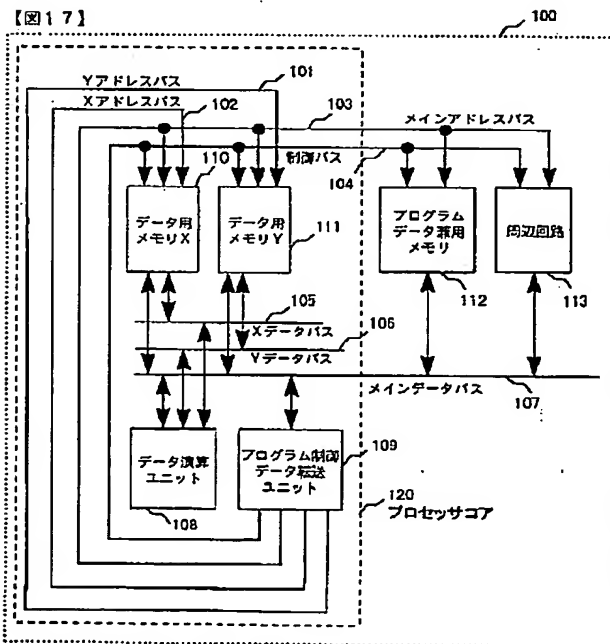 【図17】
100
Yアドレスバス
101
Xアドレスバス
102
103
メインアドレスバス
110
制御バス
104
データ用
メモリX
データ用
メモリY
111
プログラム
データ兼用
メモリ
112
周辺回路
113
105
Xデータバス
106
Yデータバス
メインデータバス
107
データ演算
ユニット
108
プログラム制御
データ転送
ユニット
109
120
プロセッサコア